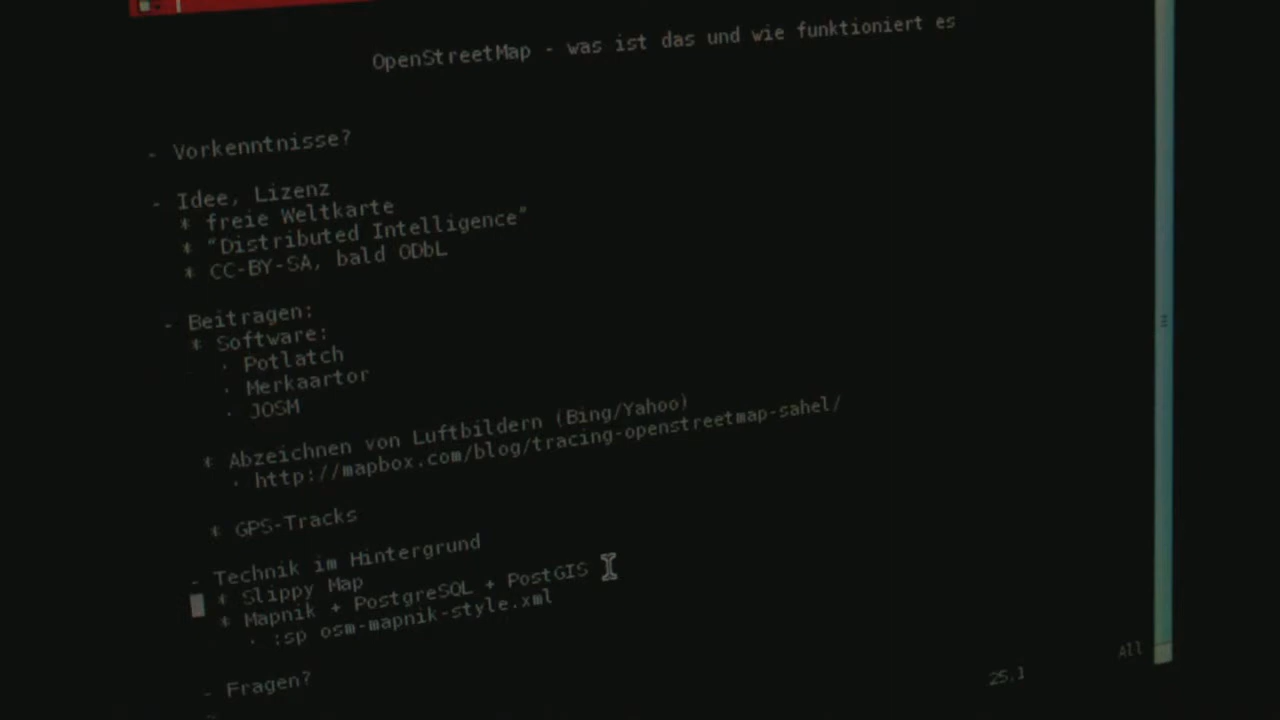 OpenStreetMap - was ist das und wie funktioniert es
- Vorkenntnisse?
- Idee, Lizenz
* freie Weltkarte
* "Distributed Intelligence"
* CC-BY-SA, bald ODbL
- Beitragen:
* Software:
· Potlatch
· Merkaartor
· JOSM
* Abzeichnen von Luftbildern (Bing/Yahoo)
· http://mapbox.com/blog/tracing-openstreetmap-sahel/
* GPS-Tracks
- Technik im Hintergrund
* Slippy Map
* Mapnik + PostgreSQL + PostGIS
· :sp osm-mapnik-style.xml
- Fragen?
~
25,1 All